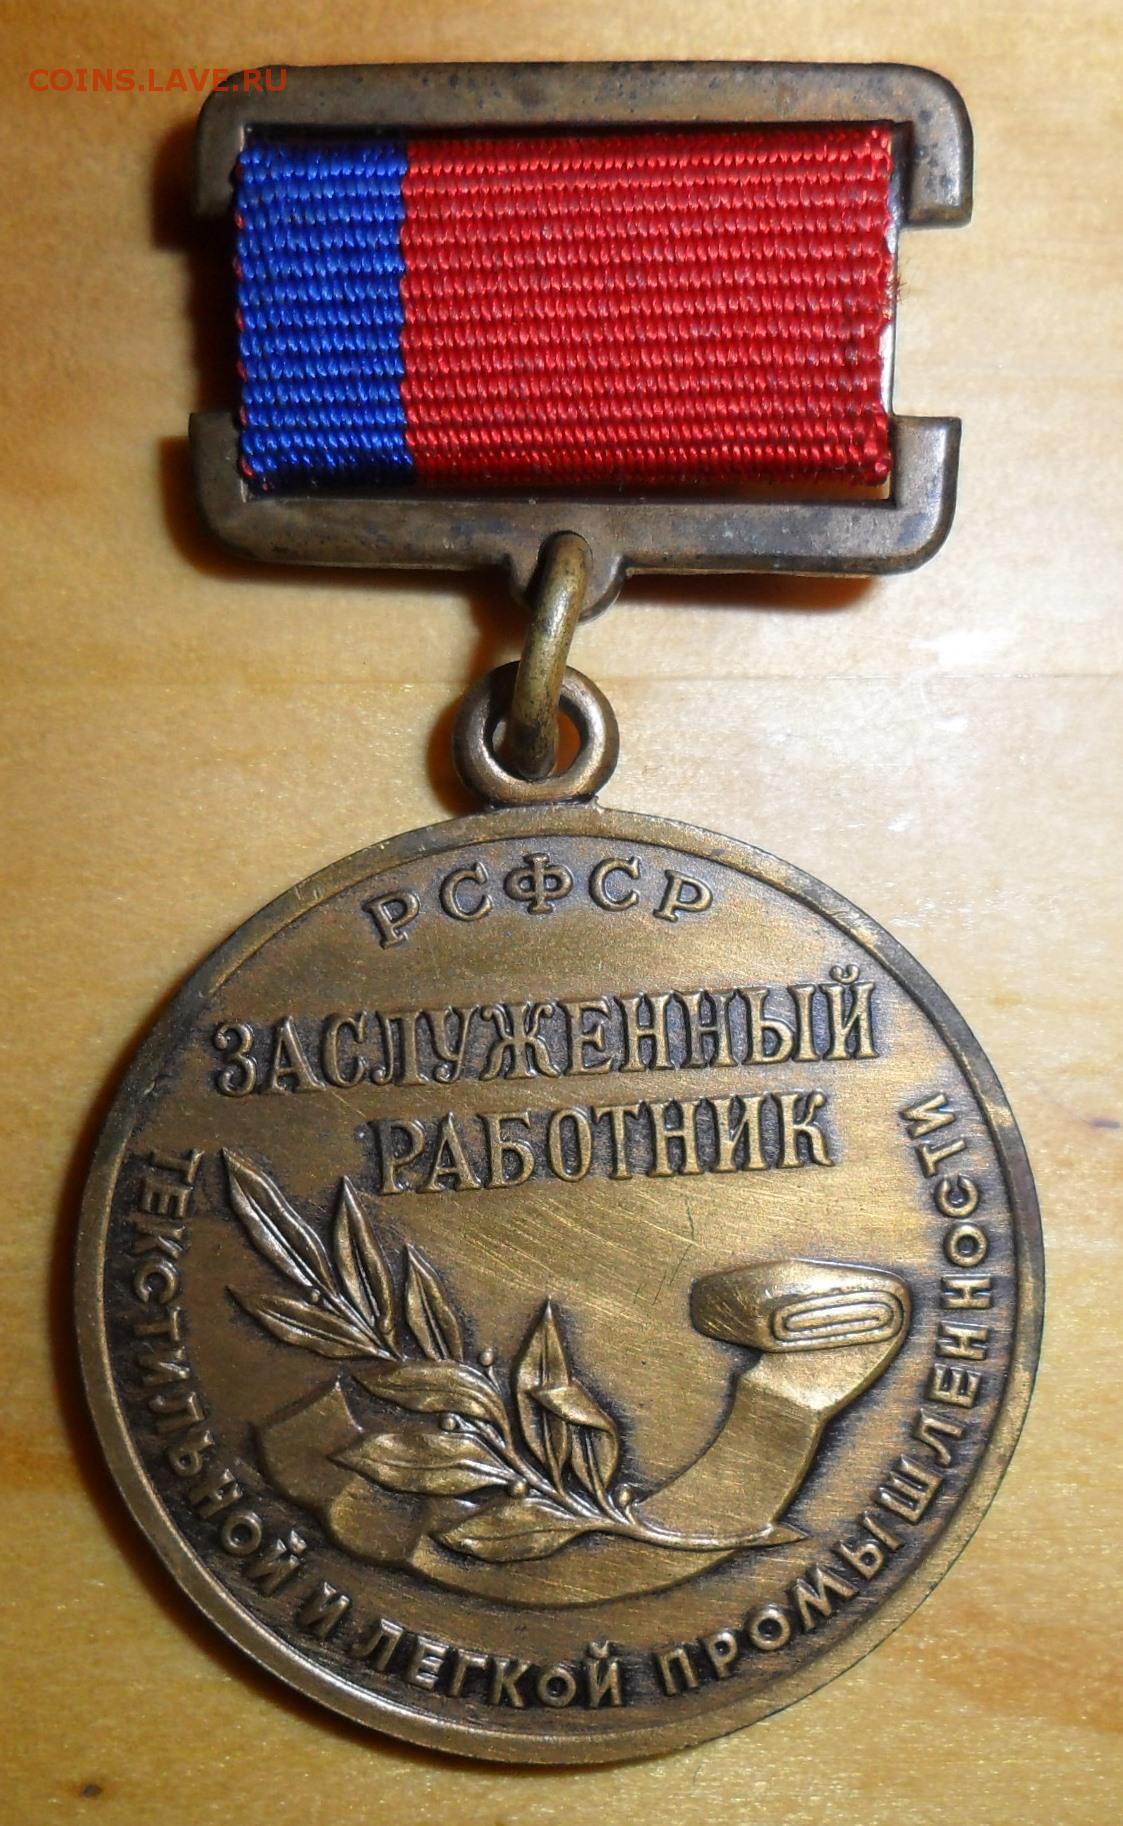 COINS.LAVE.RU
РСФСР
ЗАСЛУЖЕННЫЙ
РАБОТНИК
ТЕКСТИЛЬНОЙ И ЛЕГКОЙ ПРОМЫШЛЕННОСТИ